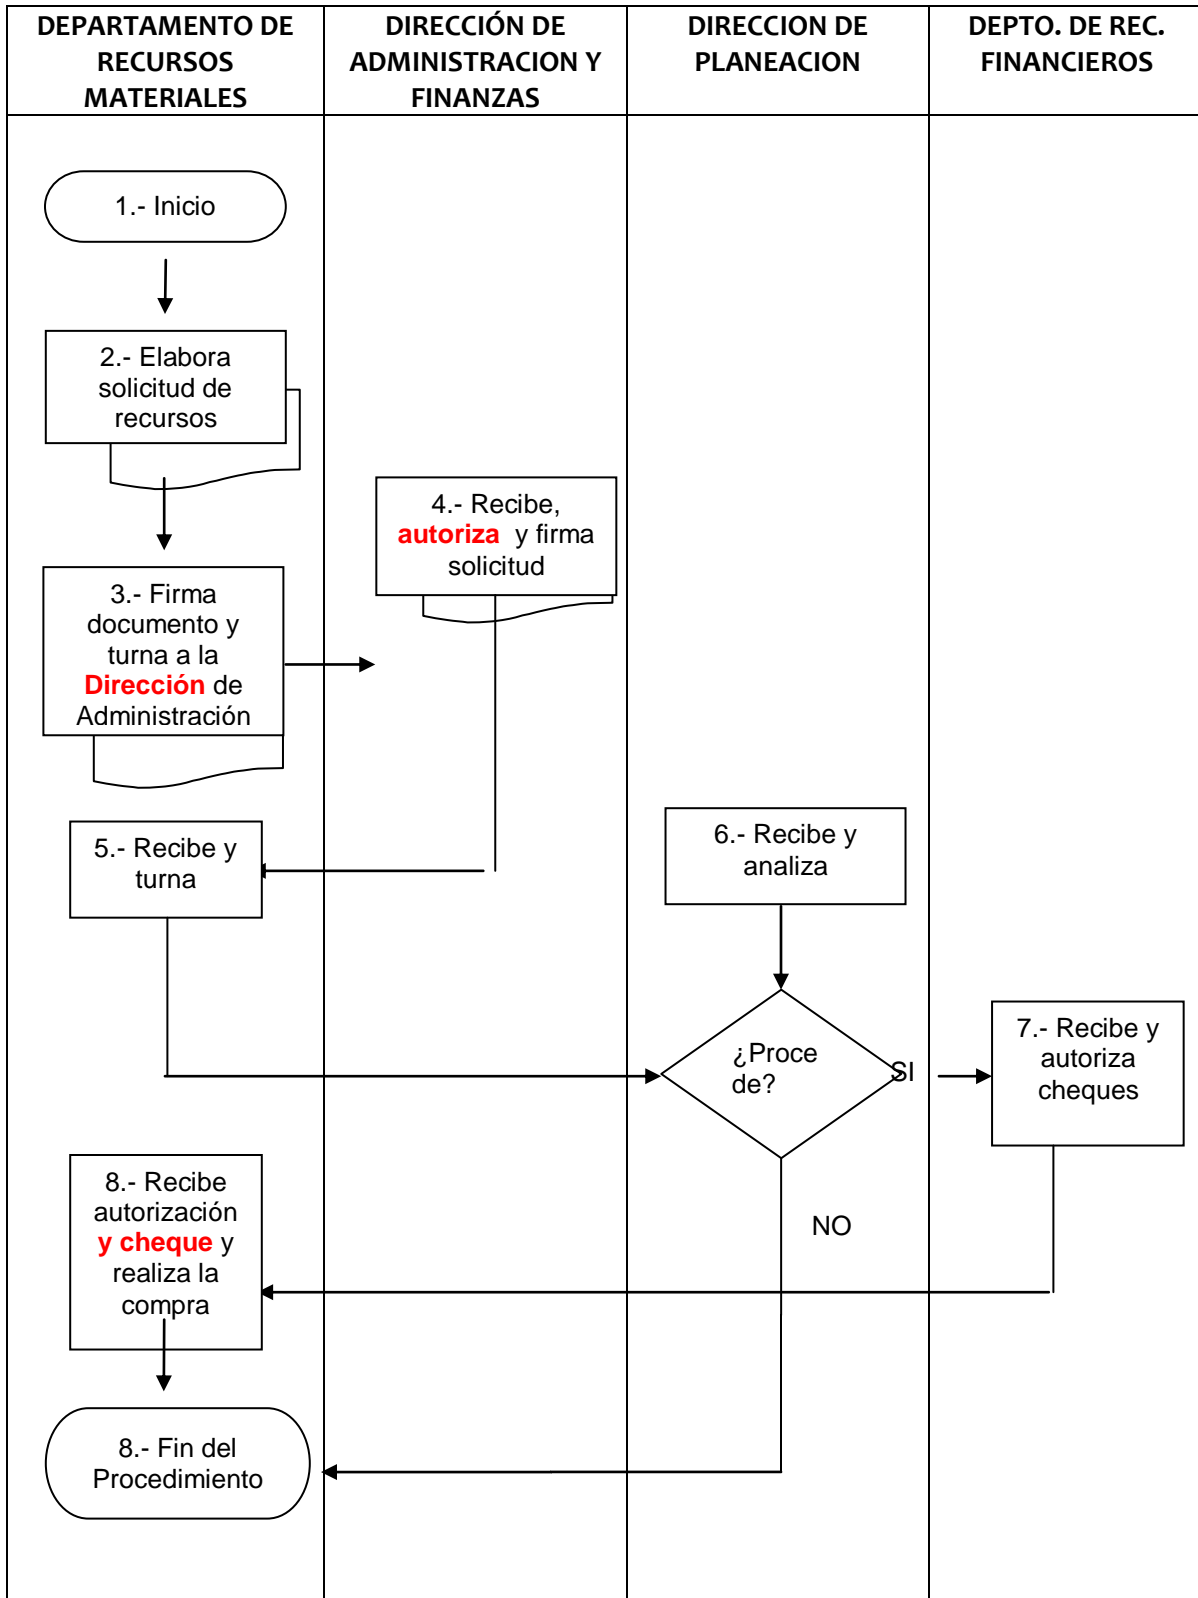 DEPARTAMENTO DE
RECURSOS
MATERIALES
DIRECCIÓN DE
ADMINISTRACION Y
FINANZAS
DIRECCION DE
PLANEACION
DEPTO. DE REC.
FINANCIEROS
1.- Inicio
2.- Elabora
solicitud de
recursos
3.- Firma
documento y
turna a la
Dirección de
Administración
4.- Recibe,
autoriza y firma
solicitud
5.- Recibe y
turna
6.- Recibe y
analiza
¿Proce
de?
SI
NO
7.- Recibe y
autoriza
cheques
8.- Recibe
autorización
y cheque y
realiza la
compra
8.- Fin del
Procedimiento